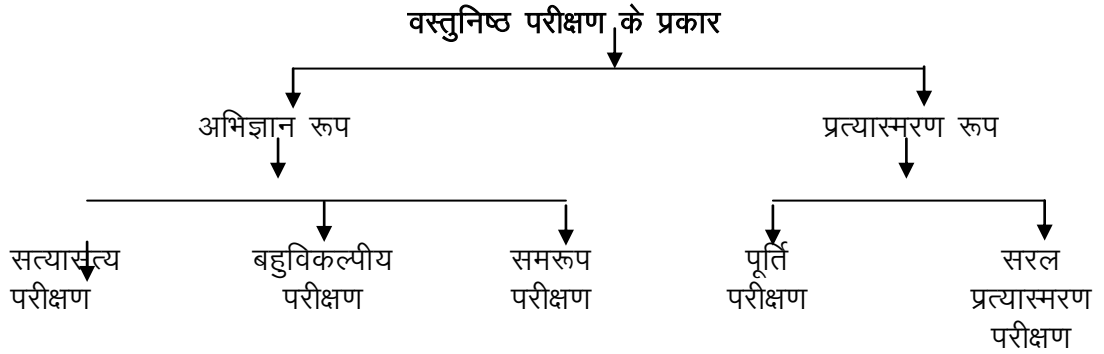 वस्तुनिष्ठ परीक्षण के प्रकार
अभिज्ञान रूप
प्रत्यास्मरण रूप
सत्यासत्य
परीक्षण
बहुविकल्पीय
परीक्षण
समरूप
परीक्षण
पूर्ति
परीक्षण
सरल
प्रत्यास्मरण
परीक्षण